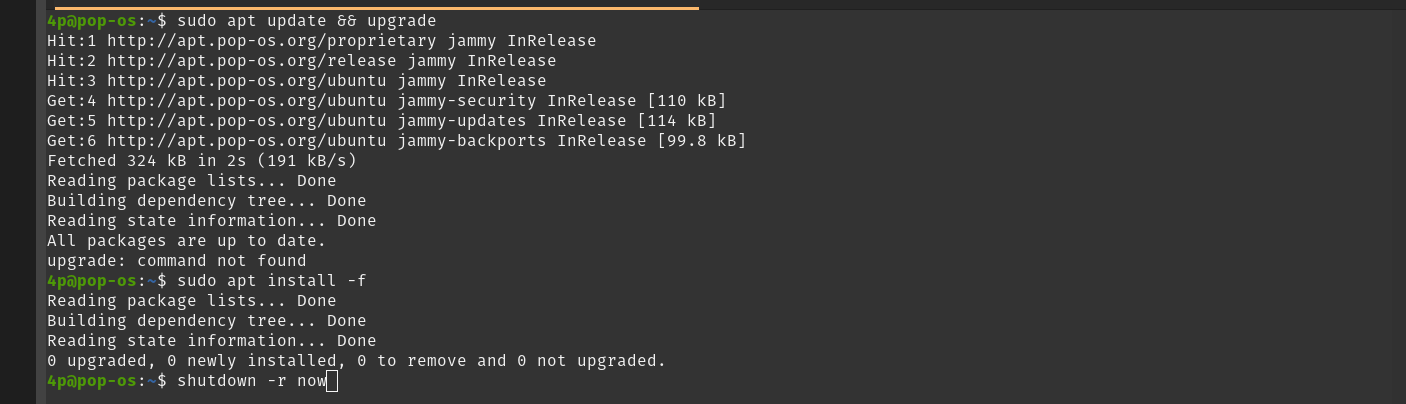 4p@pop-os:~$ sudo apt update && upgrade
Hit:1 http://apt.pop-os.org/proprietary jammy InRelease
Hit:2 http://apt.pop-os.org/release jammy InRelease
Hit:3 http://apt.pop-os.org/ubuntu jammy InRelease
Get:4 http://apt.pop-os.org/ubuntu jammy-security InRelease [110 kB]
Get:5 http://apt.pop-os.org/ubuntu jammy-updates InRelease [114 kB]
Get:6 http://apt.pop-os.org/ubuntu jammy-backports InRelease [99.8 kB]
Fetched 324 kB in 2s (191 kB/s)
Reading package lists... Done
Building dependency tree... Done
Reading state information... Done
All packages are up to date.
upgrade: command not found
4p@pop-os:~$ sudo apt install -f
Reading package lists... Done
Building dependency tree... Done
Reading state information... Done
0 upgraded, 0 newly installed, 0 to remove and 0 not upgraded.
4p@pop-os:~$ shutdown -r now